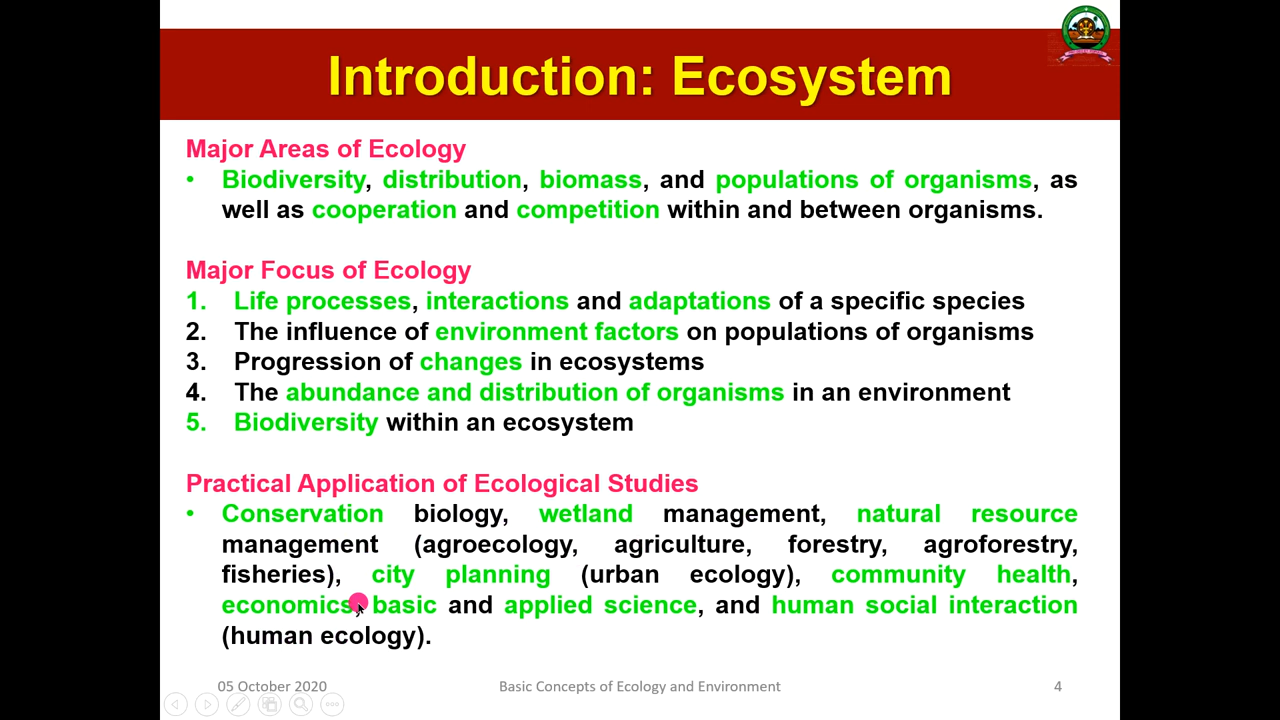 Introduction: Ecosystem
Major Areas of Ecology
• Biodiversity, distribution, biomass, and populations of organisms, as
well as cooperation and competition within and between organisms.
Major Focus of Ecology
1. Life processes, interactions and adaptations of a specific species
2. The influence of environment factors on populations of organisms
3. Progression of changes in ecosystems
4. The abundance and distribution of organisms in an environment
5. Biodiversity within an ecosystem
Practical Application of Ecological Studies
• Conservation biology, wetland management, natural resource
management (agroecology, agriculture, forestry, agroforestry,
fisheries), city planning (urban ecology), community health,
economics, basic and applied science, and human social interaction
(human ecology).
05 October 2020 Basic Concepts of Ecology and Environment 4